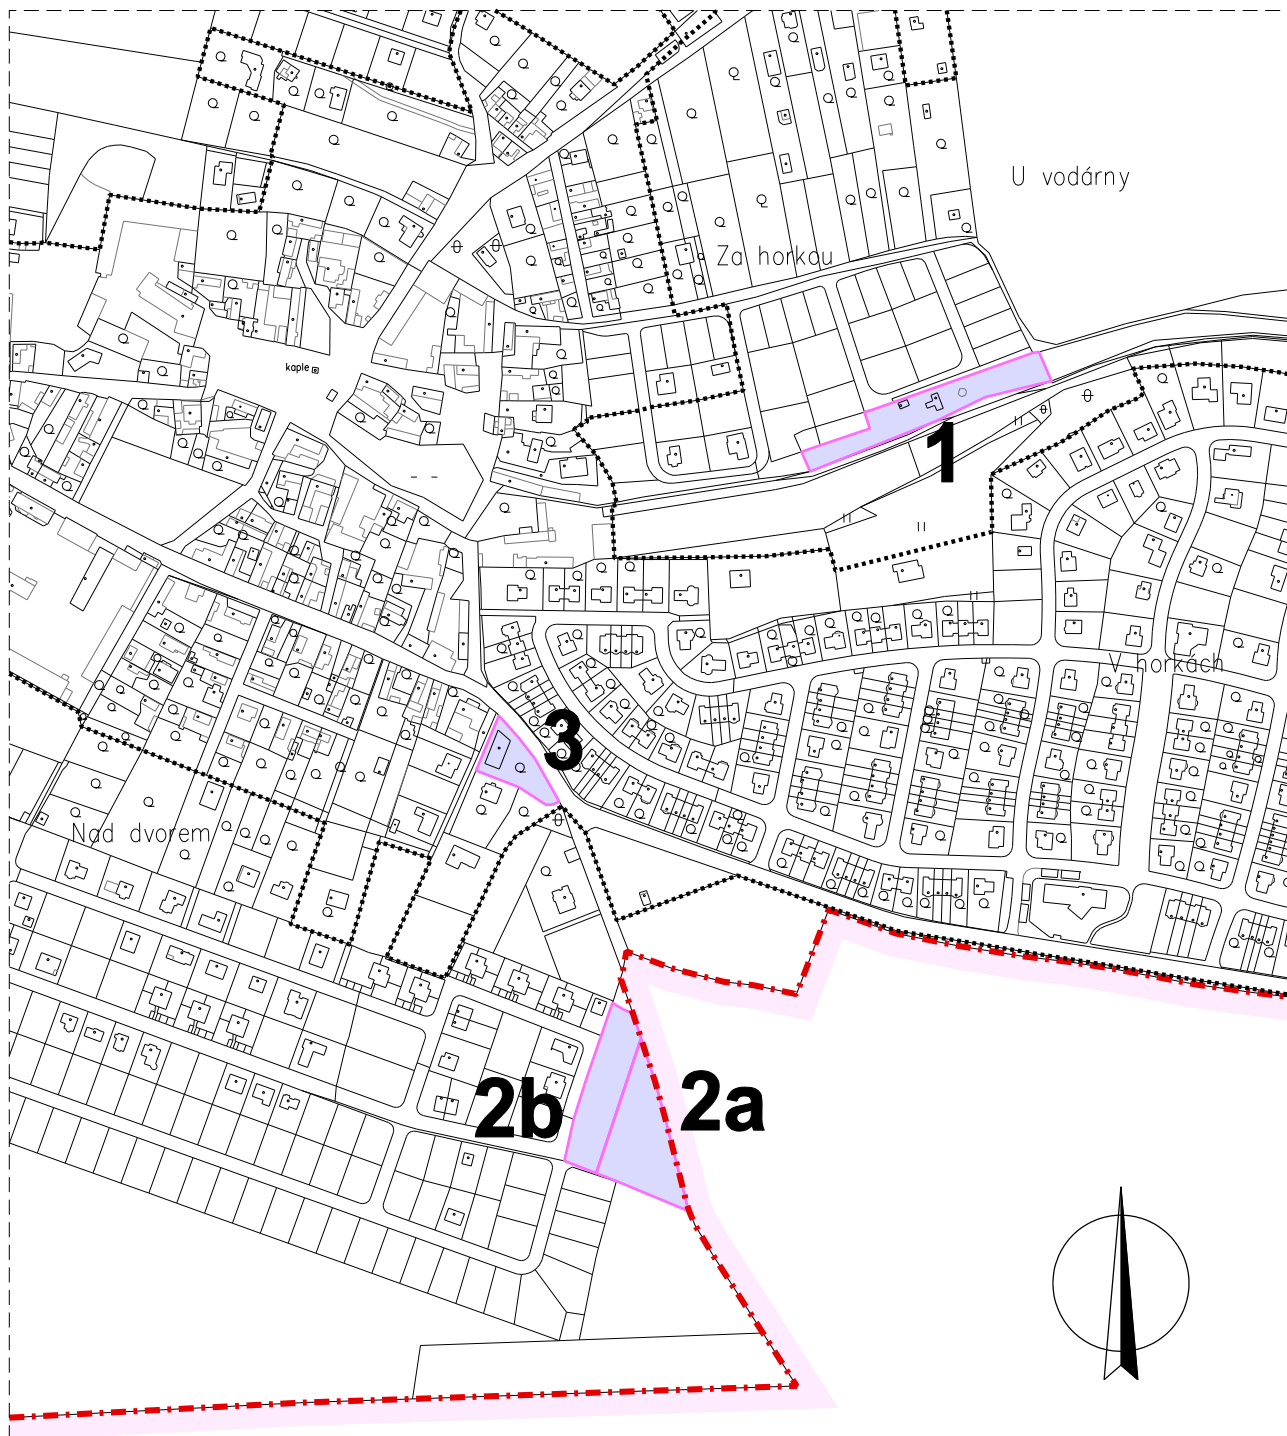 U vodárny
Za horkou
kaple
1
V horkách
3
Nad dvorem
2a
2b